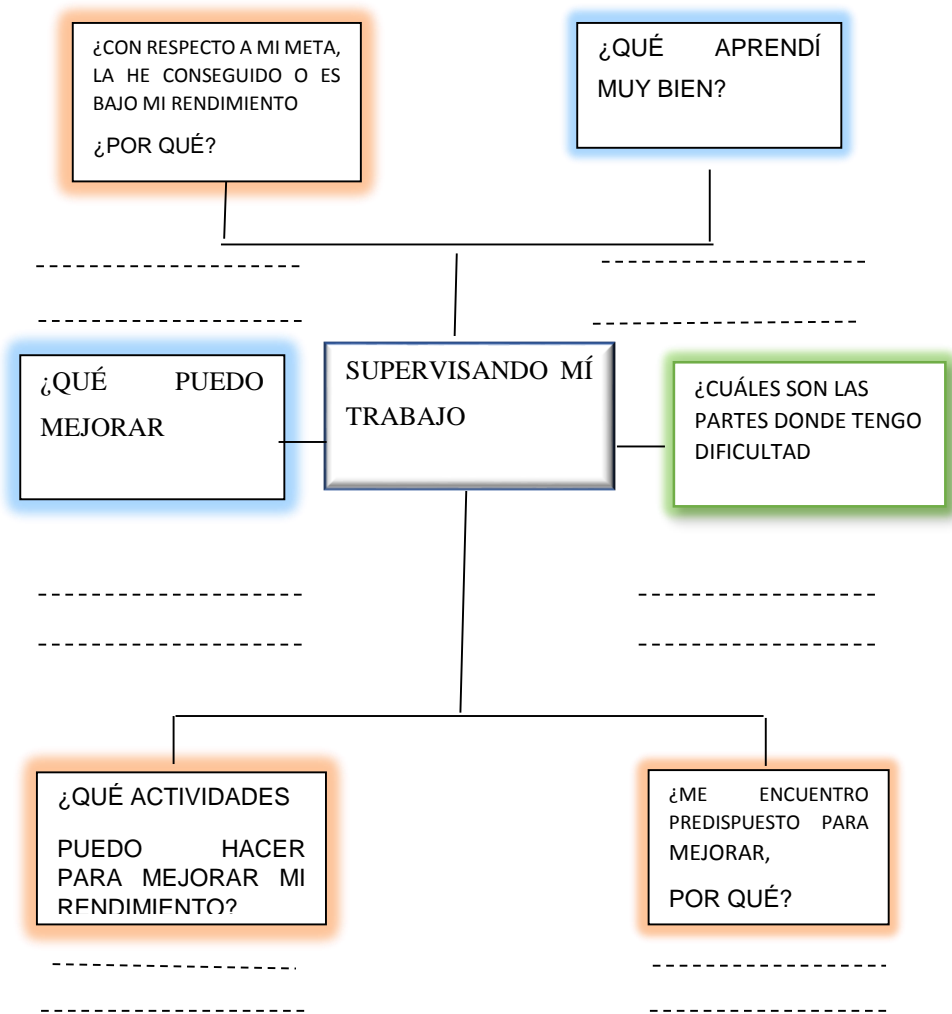 ¿CON RESPECTO A MI META,
LA HE CONSEGUIDO O ES
BAJO MI RENDIMIENTO
¿POR QUÉ?
¿QUÉ APRENDÍ
MUY BIEN?
¿QUÉ PUEDO
MEJORAR
SUPERVISANDO MÍ
TRABAJO
¿CUÁLES SON LAS
PARTES DONDE TENGO
DIFICULTAD
¿QUÉ ACTIVIDADES
PUEDO HACER
PARA MEJORAR MI
RENDIMIENTO?
¿ME ENCUENTRO
PREDISPUESTO PARA
MEJORAR,
POR QUÉ?